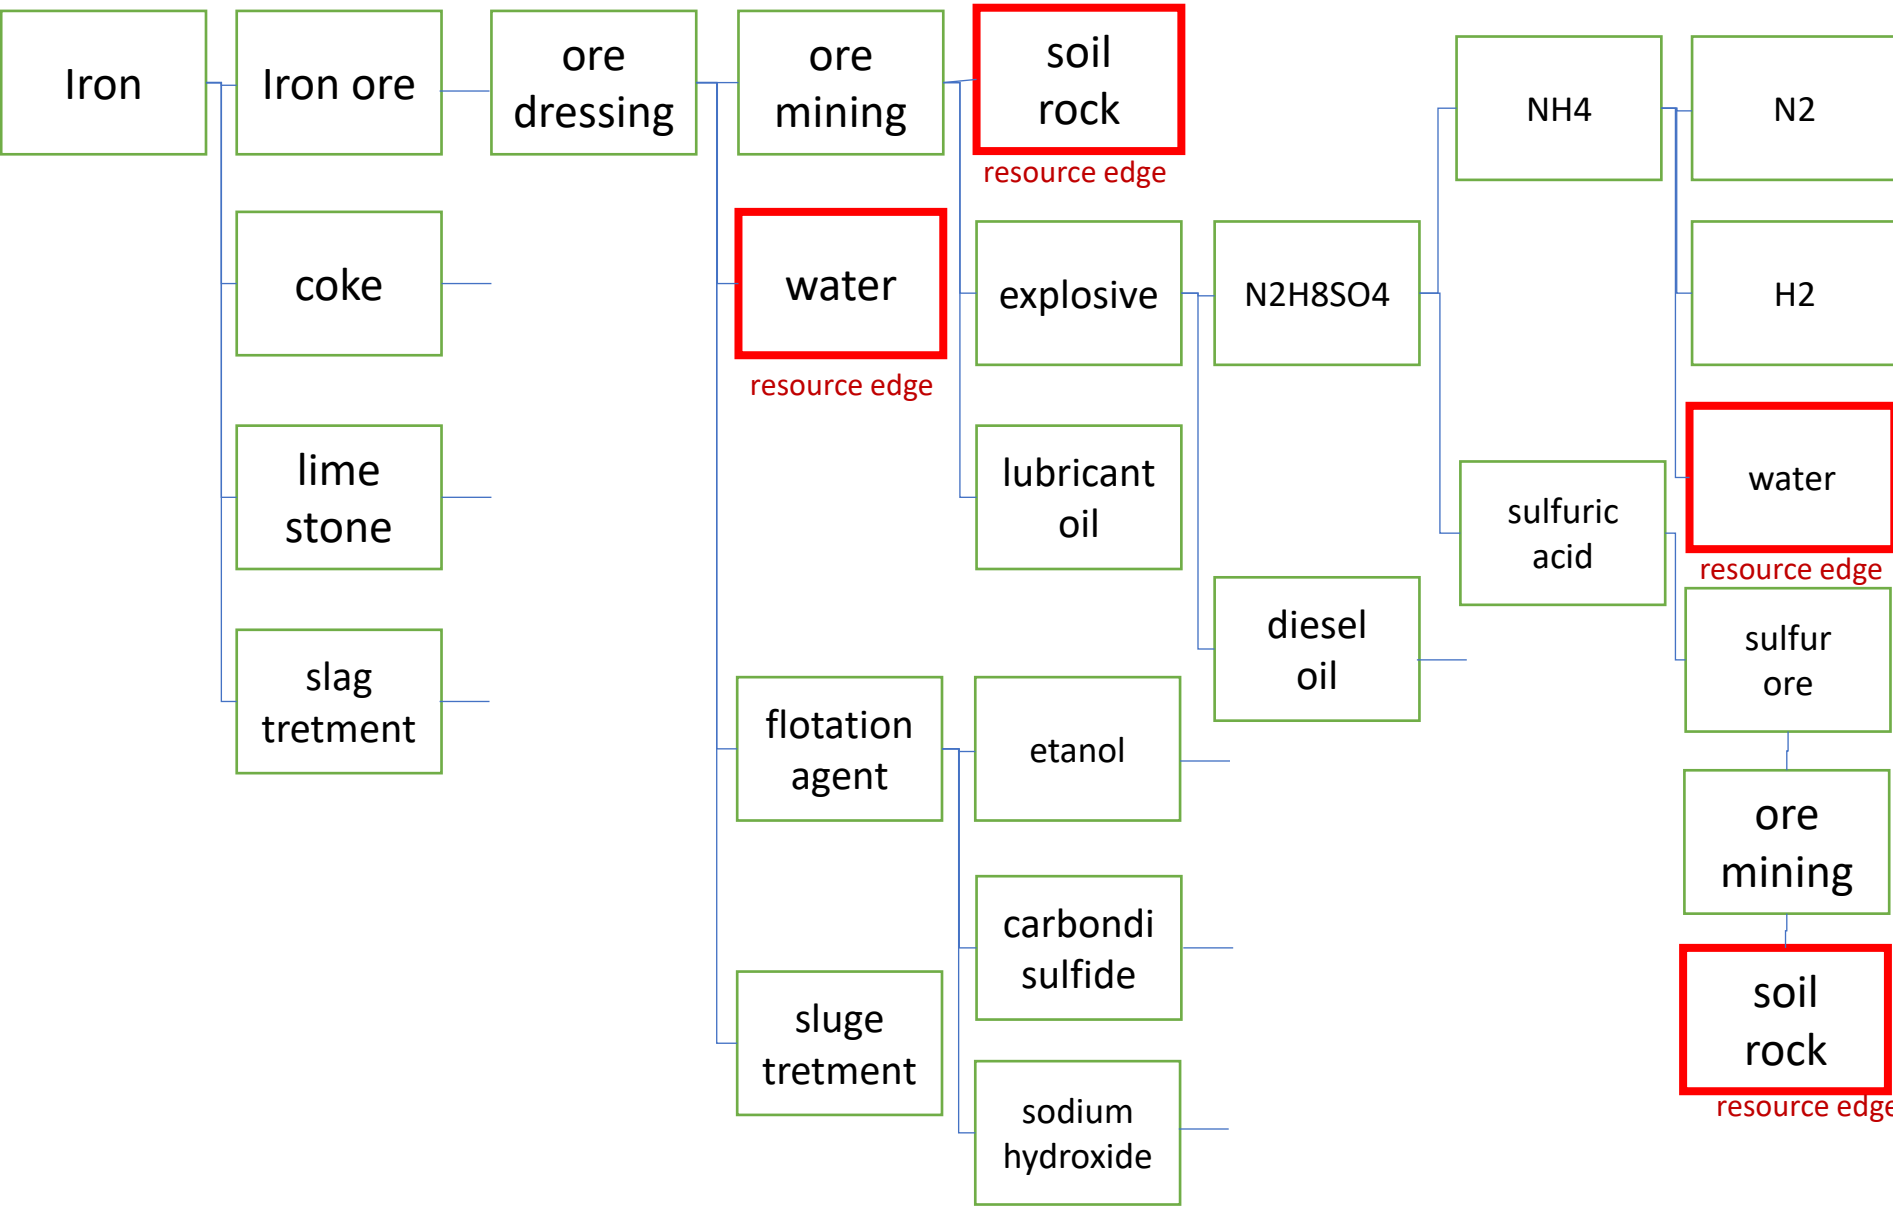 Iron
Iron ore
ore
dressing
ore
mining
soil
rock
resource edge
NH4
N2
coke
water
resource edge
explosive
N2H8SO4
H2
lime
stone
lubricant
oil
sulfuric
acid
water
resource edge
slag
tretment
flotation
agent
etanol
diesel
oil
sulfur
ore
ore
mining
carbondi
sulfide
sluge
tretment
soil
rock
resource edge
sodium
hydroxide